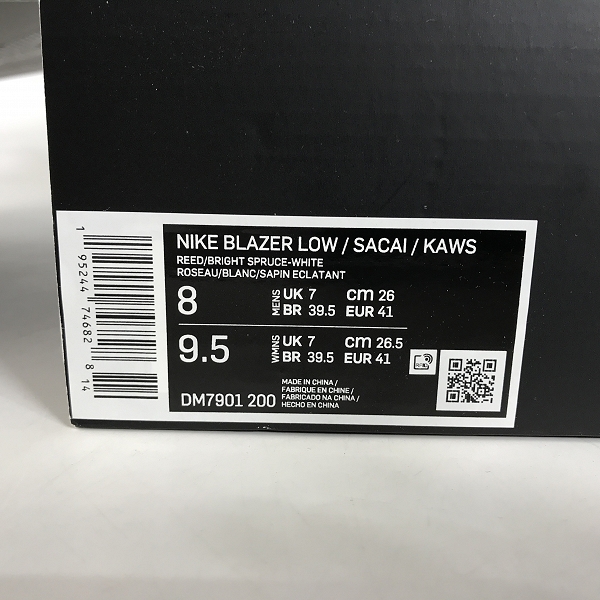 NIKE BLAZER LOW / SACAI / KAWS
REED/BRIGHT SPRUCE-WHITE
ROSEAU/BLANC/SAPIN ECLATANT
8 MENS UK 7 cm 26
BR 39.5 EUR 41
9.5 WMNS UK 7 cm 26.5
BR 39.5 EUR 41
MADE IN CHINA /
FABRIQUE EN CHINE /
FABRICADO NA CHINA /
HECHO EN CHINA
DM7901 200
1 95244 74682 8 14